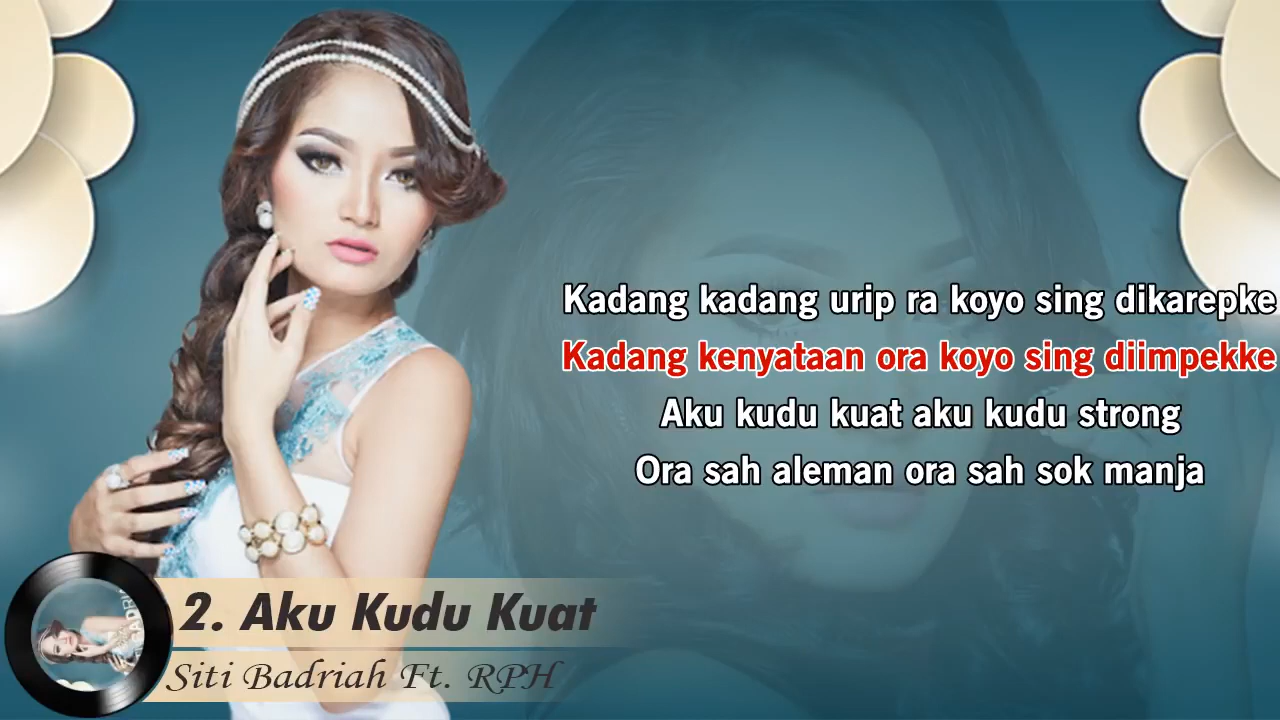 Kadang kadang urip ra koyo sing dikarepke
Kadang kenyataan ora koyo sing diimpekke
Aku kudu kuat aku kudu strong
Ora sah aleman ora sah sok manja
2. Aku Kudu Kuat
Siti Badriah Ft. RPH